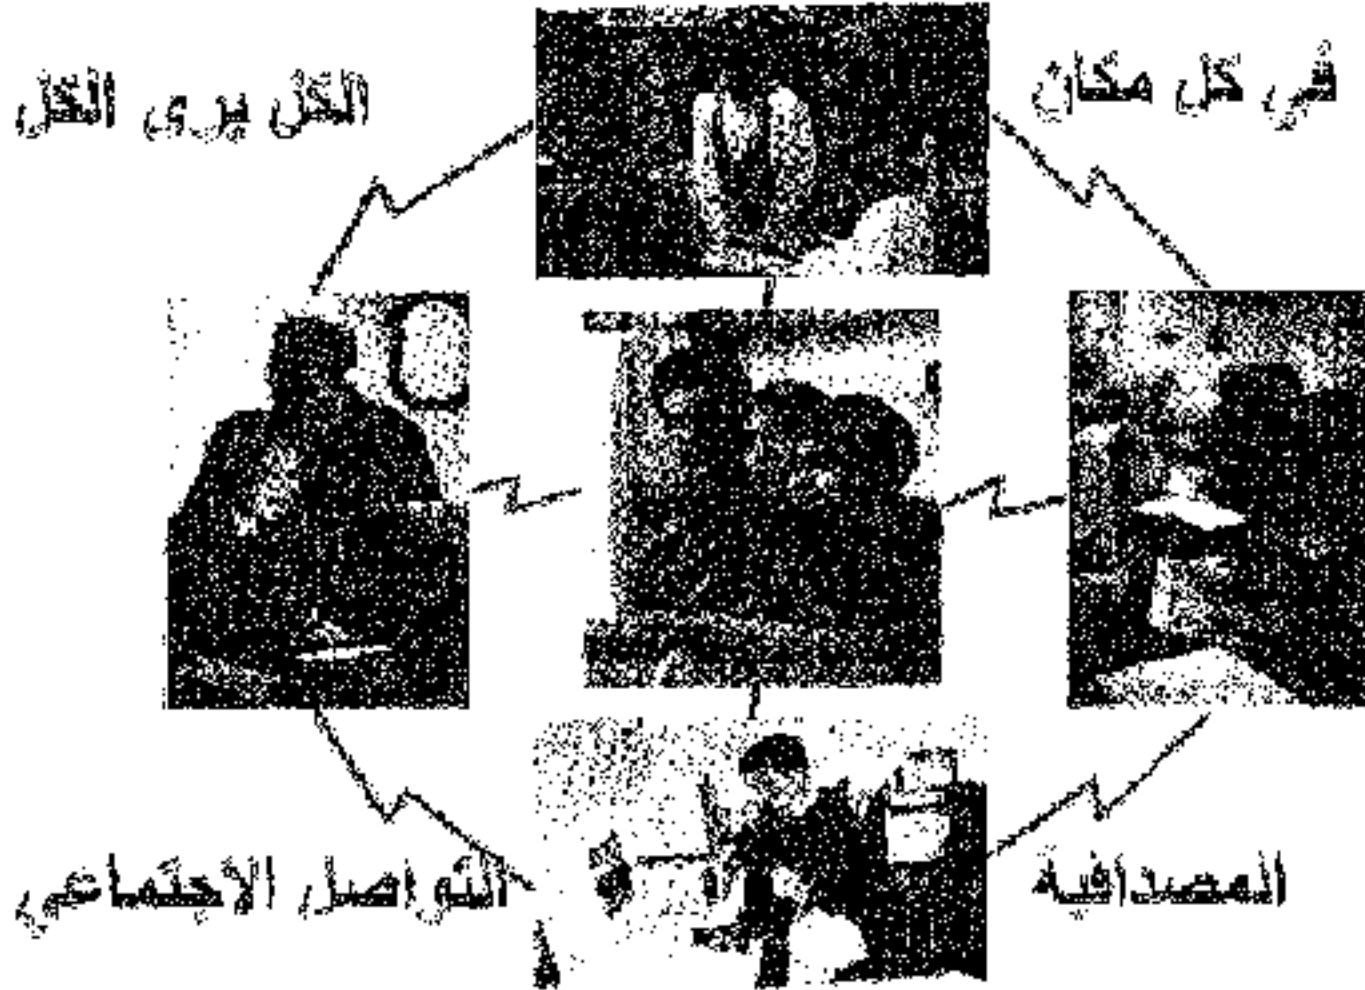 في كل مكان
الكل يرى الكل
المصداقية
التواصل الاجتماعي